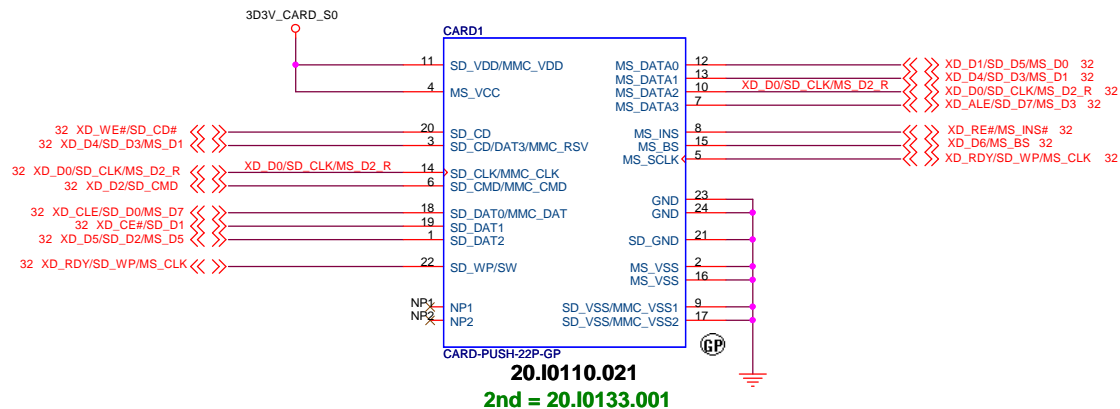 3D3V_CARD_S0
CARD1
11 SD_VDD/MMC_VDD
4 MS_VCC
32 XD_WE#/SD_CD# 20 SD_CD
32 XD_D4/SD_D3/MS_D1 3 SD_CD/DAT3/MMC_RSV
32 XD_D0/SD_CLK/MS_D2_R XD_D0/SD_CLK/MS_D2_R 14 SD_CLK/MMC_CLK
32 XD_D2/SD_CMD 6 SD_CMD/MMC_CMD
32 XD_CLE/SD_D0/MS_D7 18 SD_DAT0/MMC_DAT
32 XD_CE#/SD_D1 19 SD_DAT1
32 XD_D5/SD_D2/MS_D5 1 SD_DAT2
32 XD_RDY/SD_WP/MS_CLK 22 SD_WP/SW
NP1 NP1
NP2 NP2
MS_DATA0 12 XD_D1/SD_D5/MS_D0 32
MS_DATA1 13 XD_D4/SD_D3/MS_D1 32
MS_DATA2 10 XD_D0/SD_CLK/MS_D2_R XD_D0/SD_CLK/MS_D2_R 32
MS_DATA3 7 XD_ALE/SD_D7/MS_D3 32
MS_INS 8 XD_RE#/MS_INS# 32
MS_BS 15 XD_D6/MS_BS 32
MS_SCLK 5 XD_RDY/SD_WP/MS_CLK 32
GND 23
GND 24
SD_GND 21
MS_VSS 2
MS_VSS 16
SD_VSS/MMC_VSS1 9
SD_VSS/MMC_VSS2 17
GP
CARD-PUSH-22P-GP
20.I0110.021
2nd = 20.I0133.001